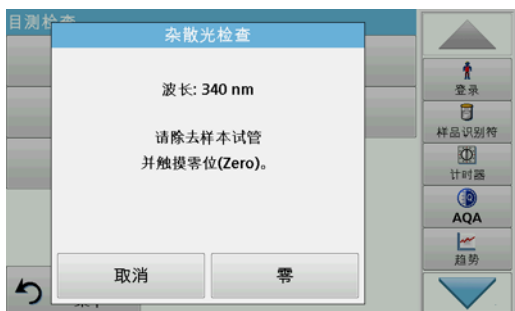 目测检查
杂散光检查
波长: 340 nm
请除去样本试管
并触摸零位(Zero)。
取消
零
登录
样品识别符
计时器
AQA
趋势